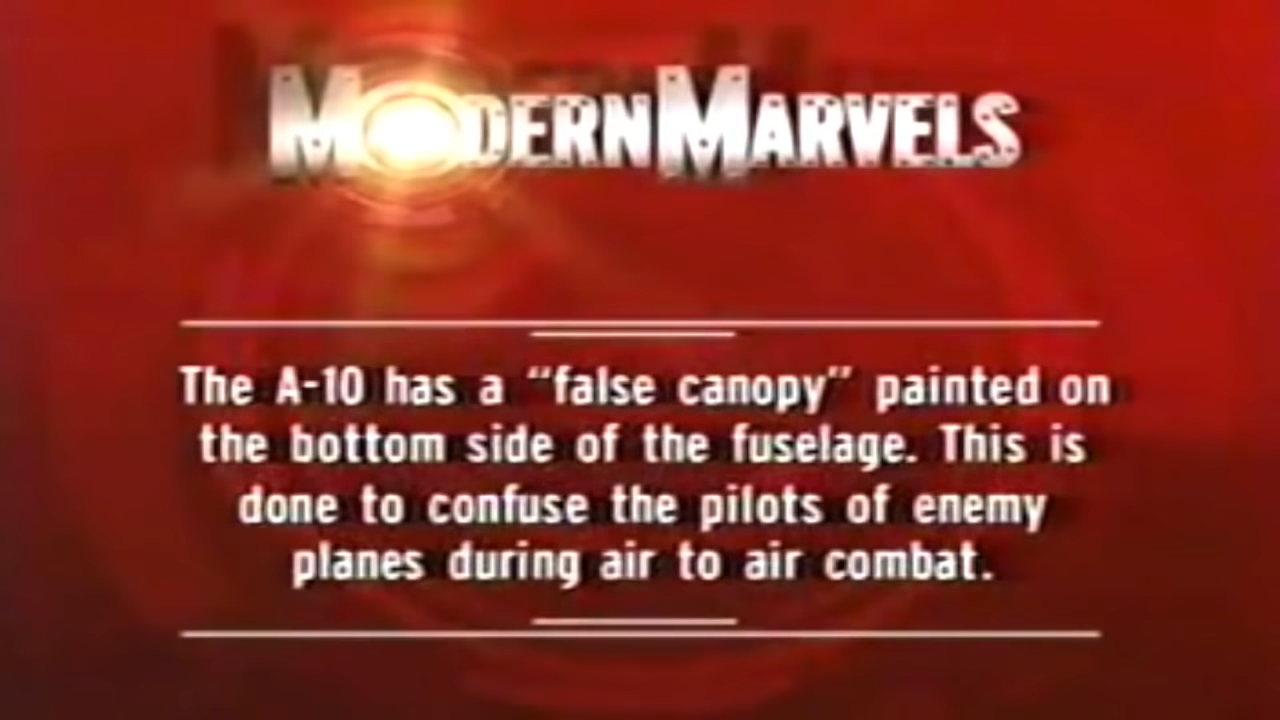 MODERN MARVELS
The A-10 has a “false canopy” painted on
the bottom side of the fuselage. This is
done to confuse the pilots of enemy
planes during air to air combat.